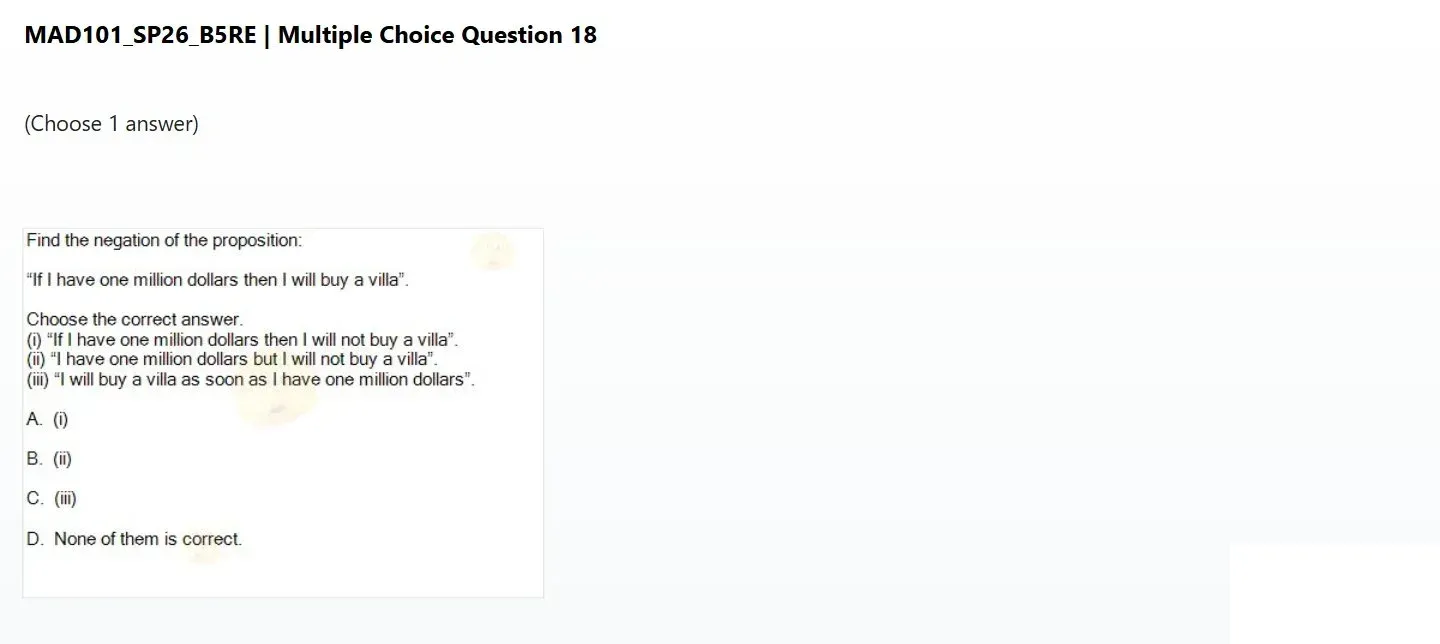 MAD101_SP26_B5RE | Multiple Choice Question 18
(Choose 1 answer)
Find the negation of the proposition:
“If I have one million dollars then I will buy a villa”.
Choose the correct answer.
(i) “If I have one million dollars then I will not buy a villa”.
(ii) “I have one million dollars but I will not buy a villa”.
(iii) “I will buy a villa as soon as I have one million dollars”.
A. (i)
B. (ii)
C. (iii)
D. None of them is correct.